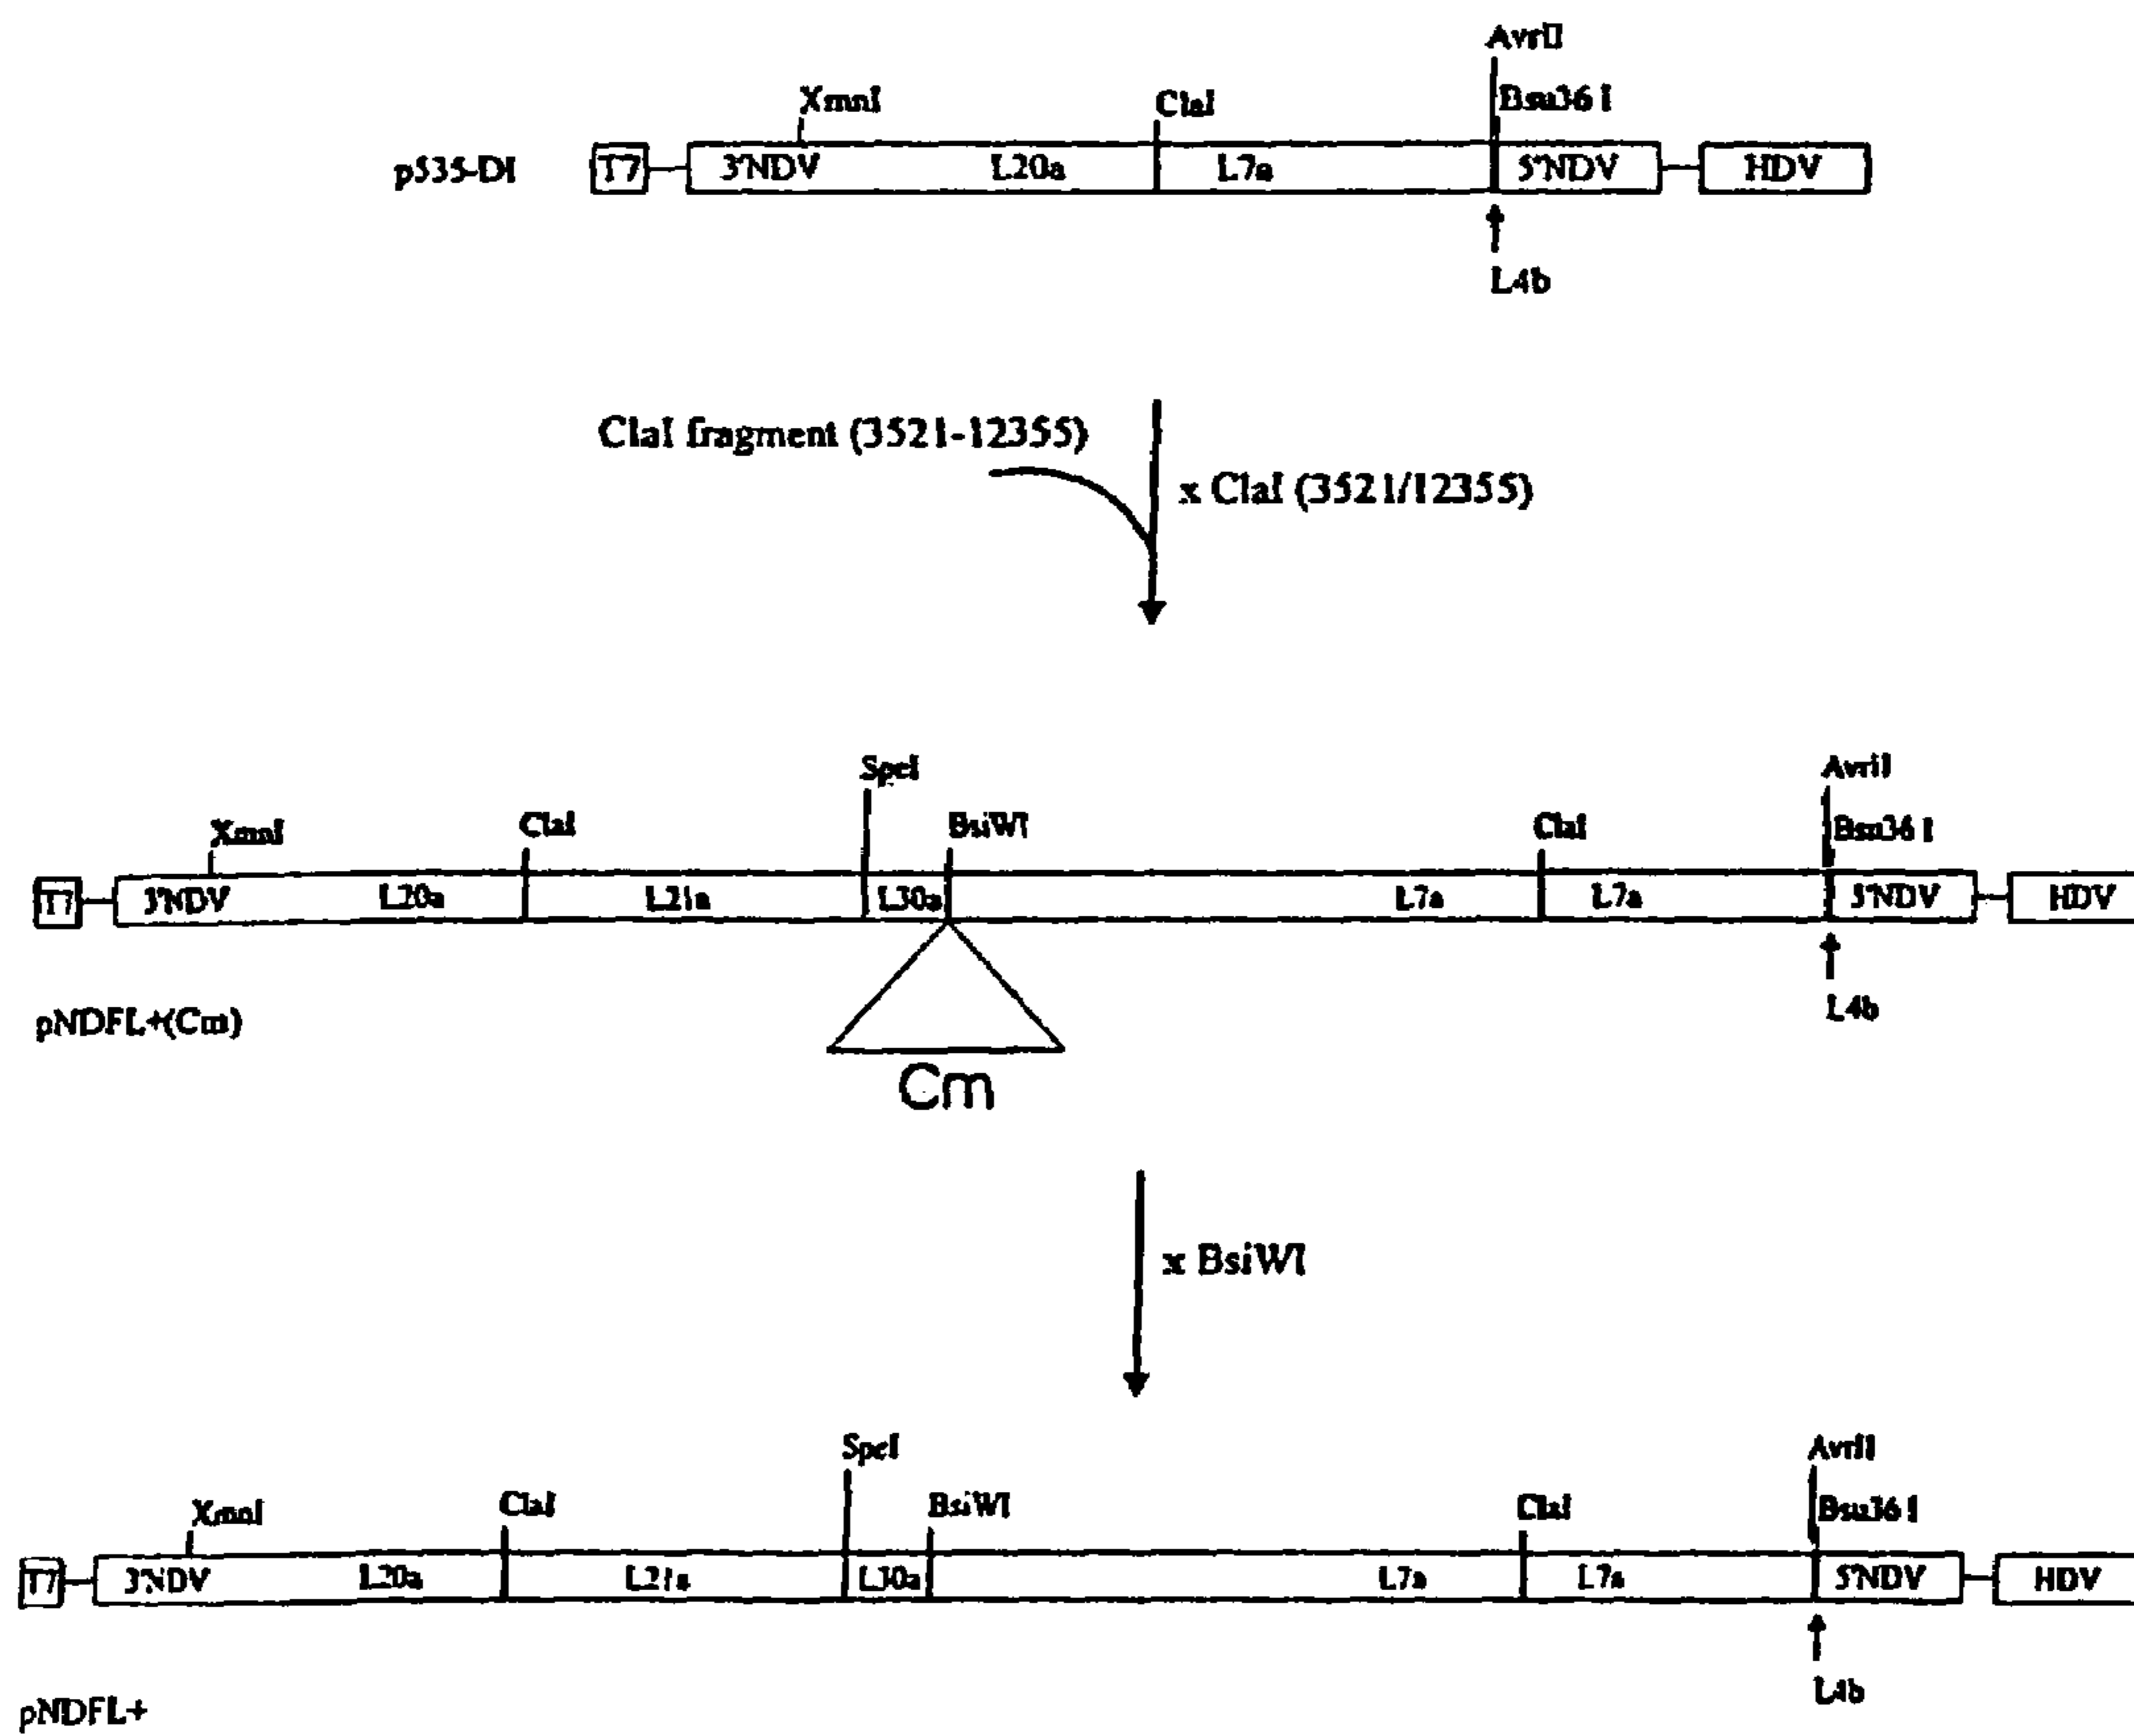 AvrII
XmnI ClaI Bsu36 I
p535-DI T7 3'NDV L20a L7a 5'NDV HDV
L4b
ClaI fragment (3521-12355)
x ClaI (3521/12355)
SpeI AvrII
XmnI ClaI BsiWI ClaI Bsu36 I
T7 3'NDV L20a L21a L30a L7a L7a 5'NDV HDV
pNDFL+(Cm) L4b
Cm
x BsiWI
SpeI AvrII
XmnI ClaI BsiWI ClaI Bsu36 I
T7 3'NDV L20a L21a L30a L7a L7a 5'NDV HDV
L4b
pNDFL+